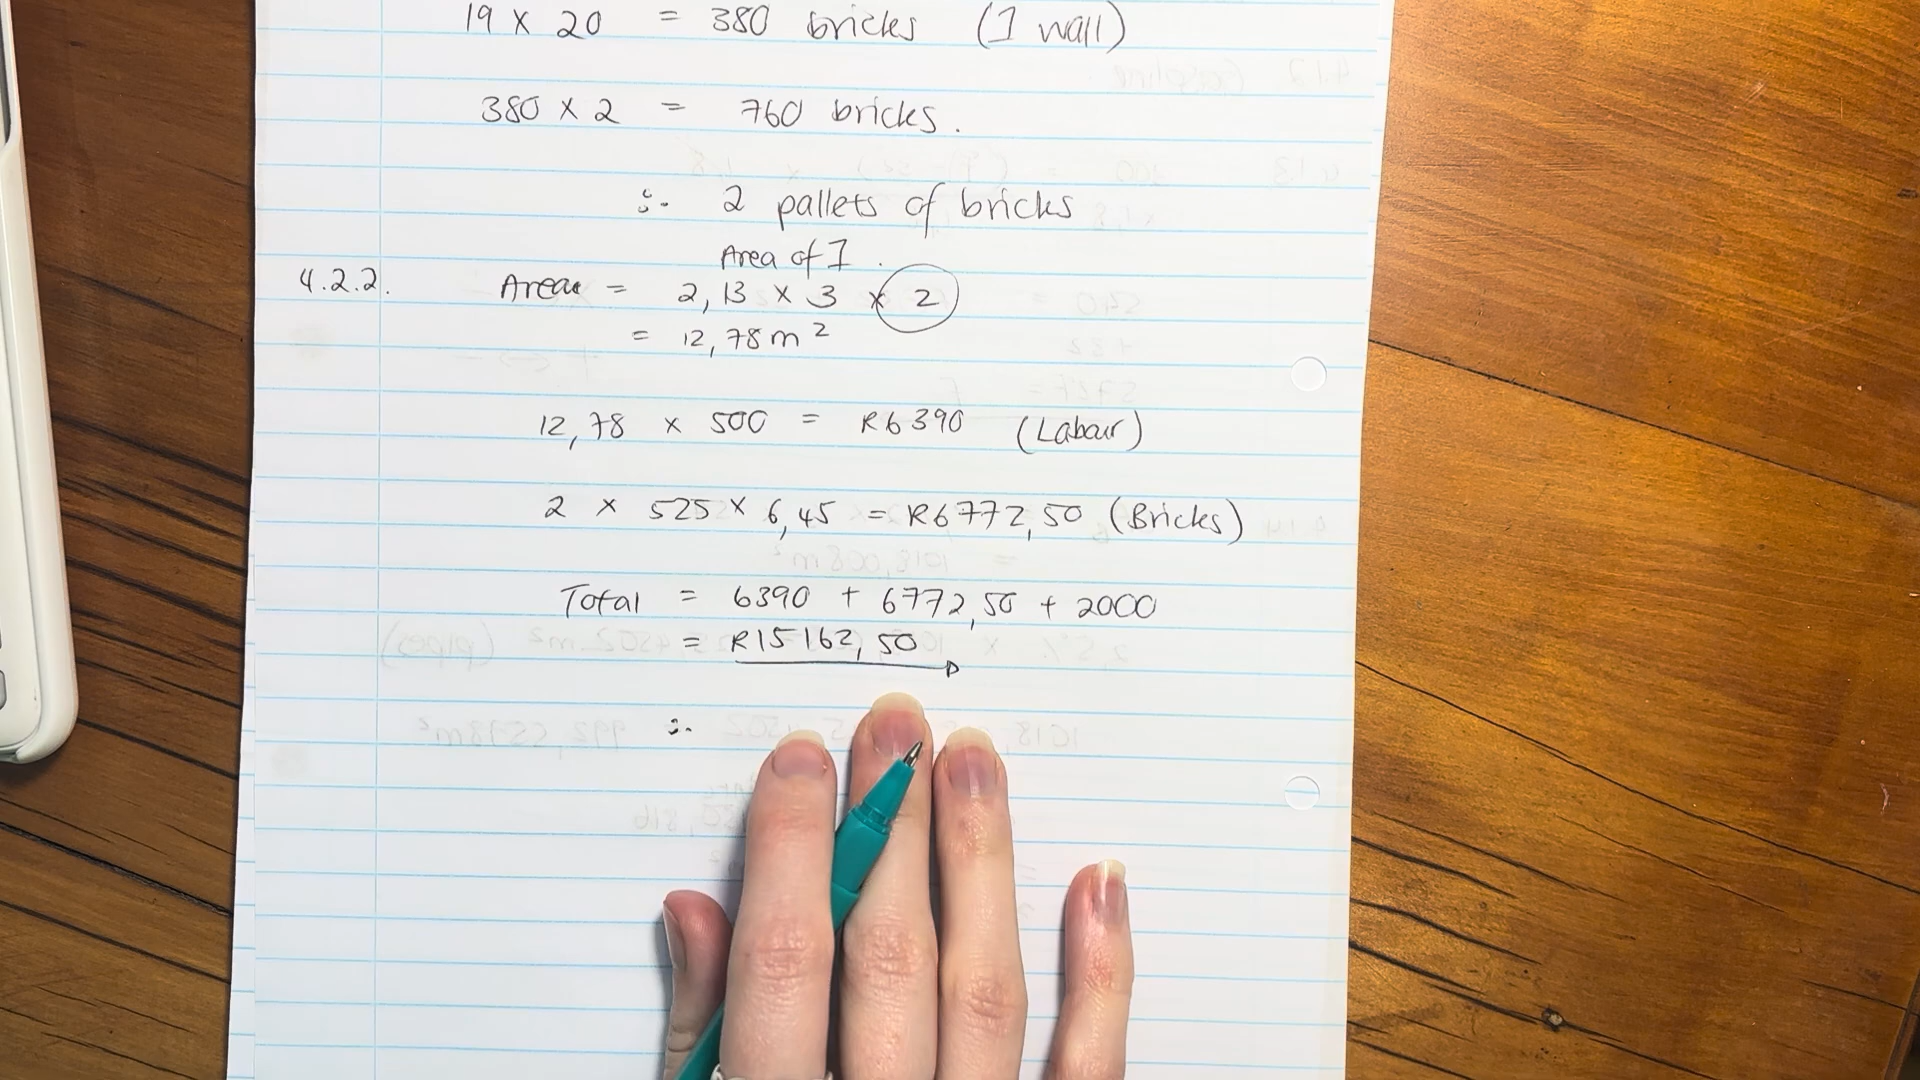 19 x 20 = 380 bricks (1 wall)
380 x 2 = 760 bricks.
∴ 2 pallets of bricks
Area of 1.
4.2.2. Area = 2,13 x 3 x 2
= 12,78 m²
12,78 x 500 = R6390 (Labour)
2 x 525 x 6,45 = R6772,50 (Bricks)
Total = 6390 + 6772,50 + 2000
= R15162,50
∴